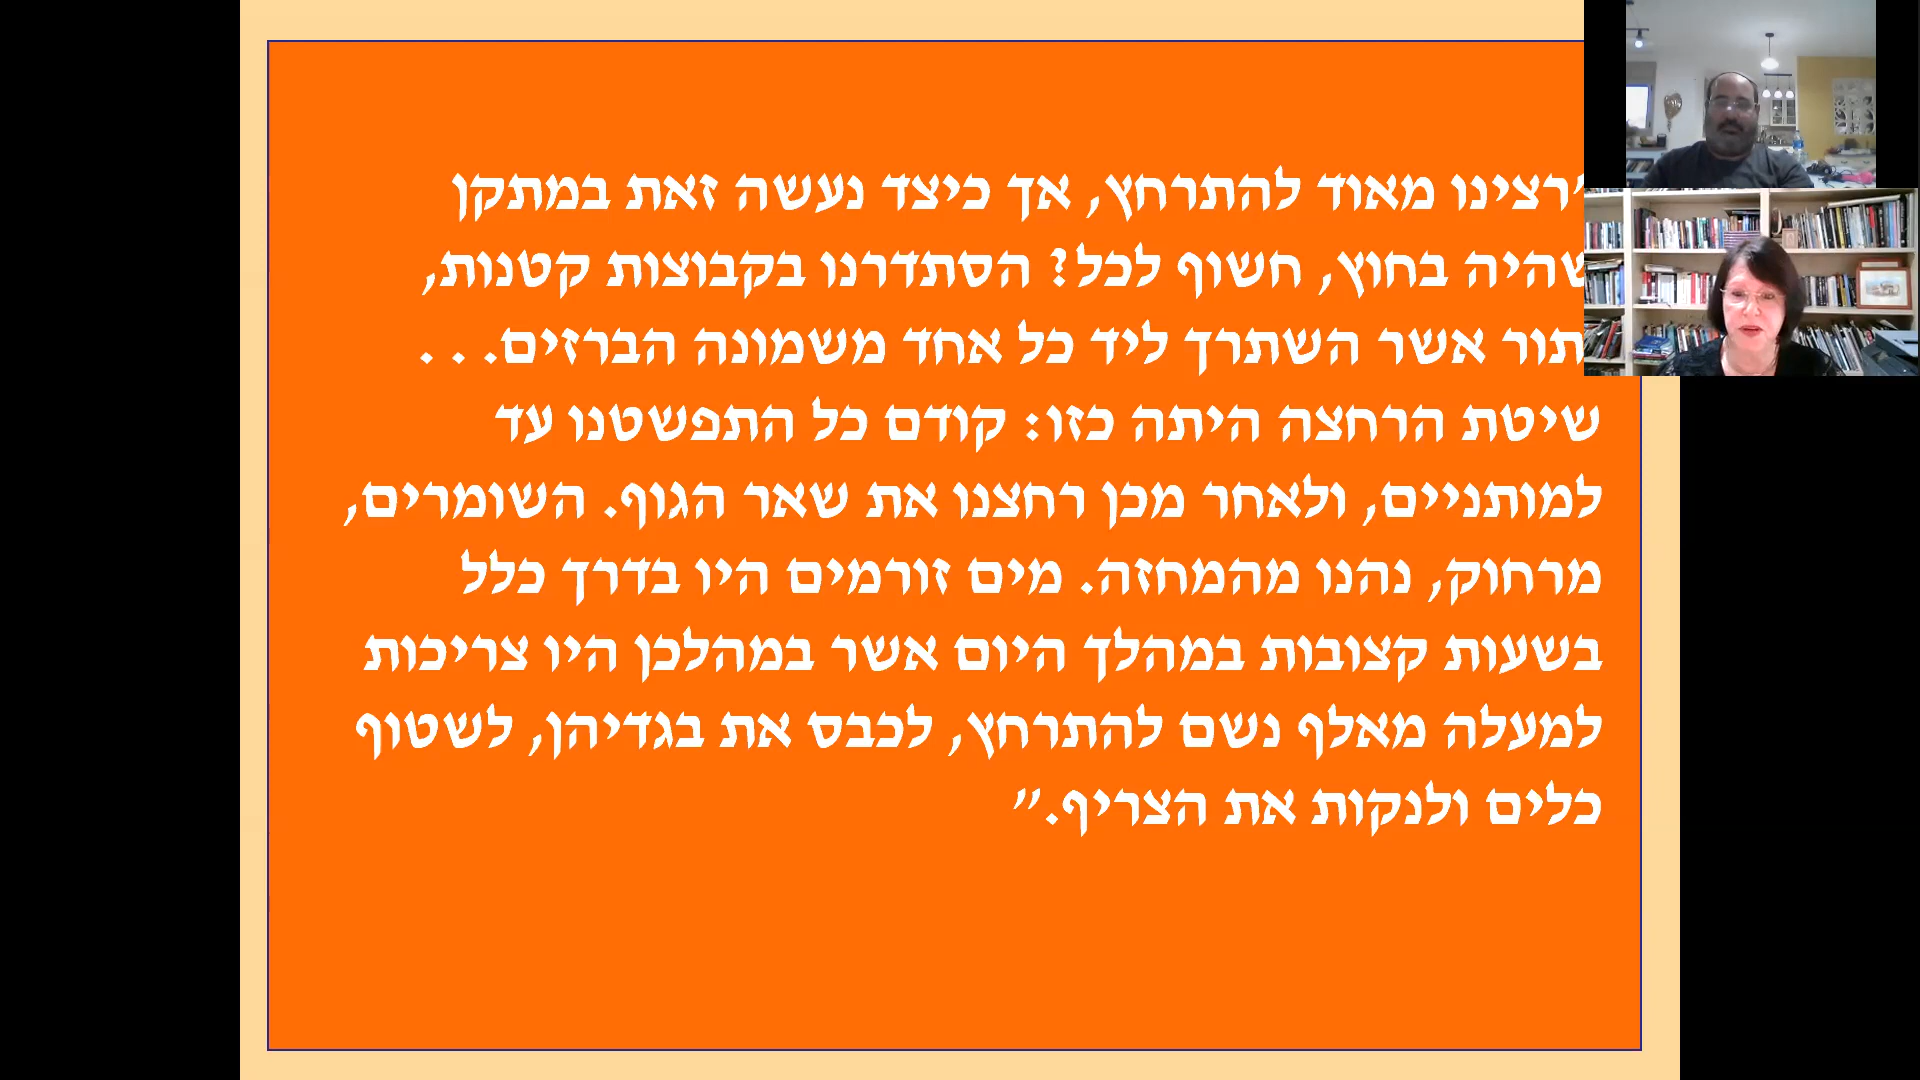 רצינו מאוד להתרחץ, אך כיצד נעשה זאת במתקן
שהיה בחוץ, חשוף לכל? הסתדרנו בקבוצות קטנות,
אשר השתרך ליד כל אחד משמונה הברזים. . .
שיטת הרחצה היתה כזו: קודם כל התפשטנו עד
למותניים, ולאחר מכן רחצנו את שאר הגוף. השומרים,
מרחוק, נהנו מהמחזה. מים זורמים היו בדרך כלל
בשעות קצובות במהלך היום אשר במהלכן היו צריכות
למעלה מאלף נשם להתרחץ, לכבס את בגדיהן, לשטוף
כלים ולנקות את הצריף.״